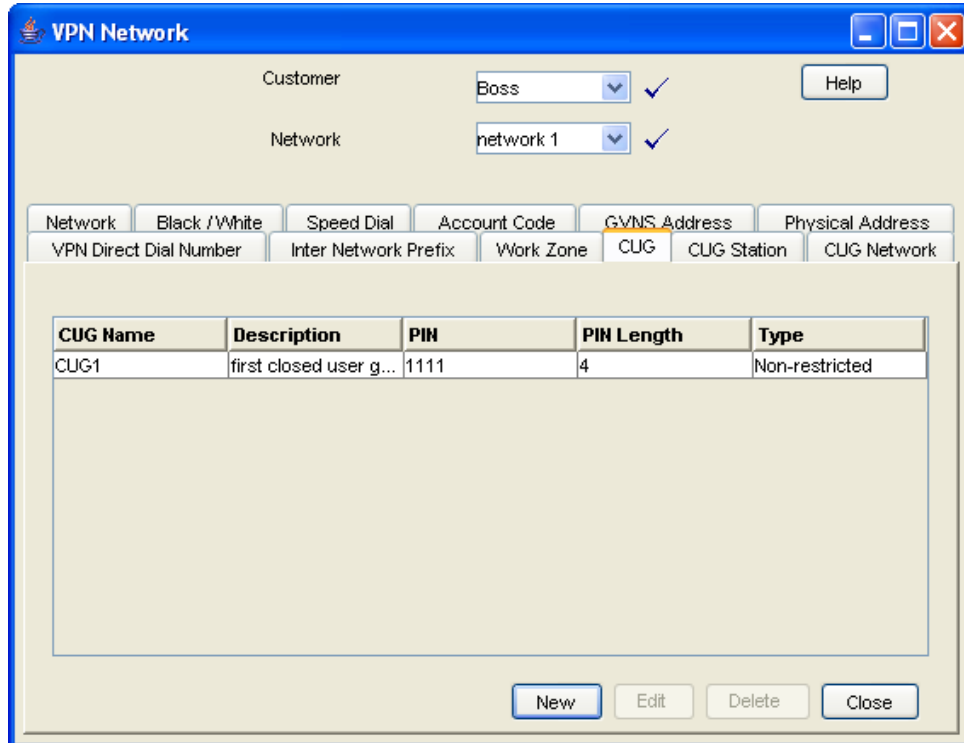 VPN Network
Customer Boss Help
Network network 1
Network Black / White Speed Dial Account Code GVNS Address Physical Address
VPN Direct Dial Number Inter Network Prefix Work Zone CUG CUG Station CUG Network
CUG Name Description PIN PIN Length Type
CUG1 first closed user g... 1111 4 Non-restricted
New Edit Delete Close